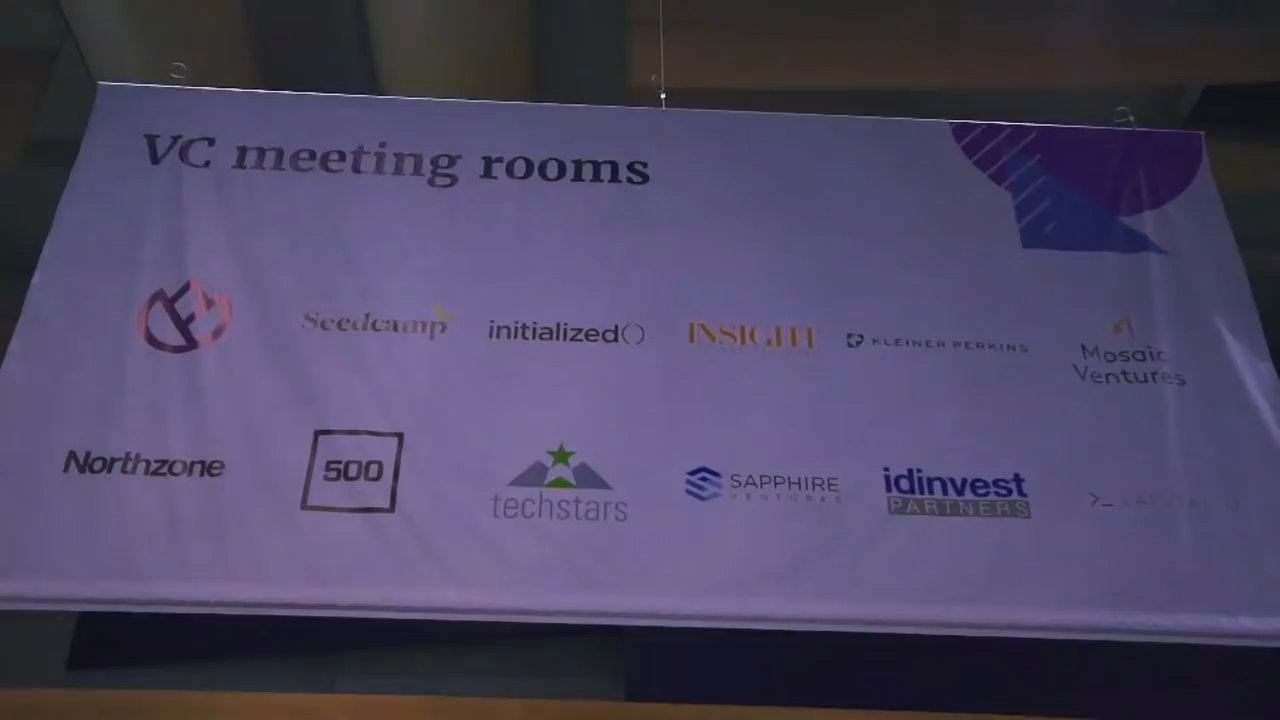 VC meeting rooms
Seedcamp
initialized()
INSIGHT
KLEINER PERKINS
Mosaic
Ventures
Northzone
500
techstars
SAPPHIRE
VENTURES
idinvest
PARTNERS
>_